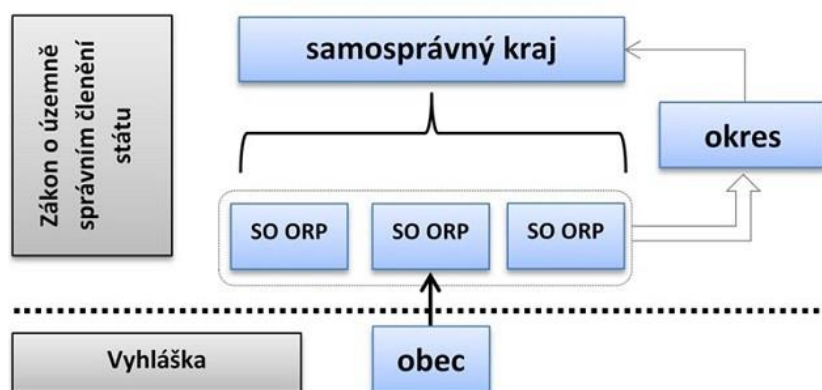 Zákon o územně
správním členění
státu
samosprávný kraj
okres
SO ORP
SO ORP
SO ORP
Vyhláška
obec